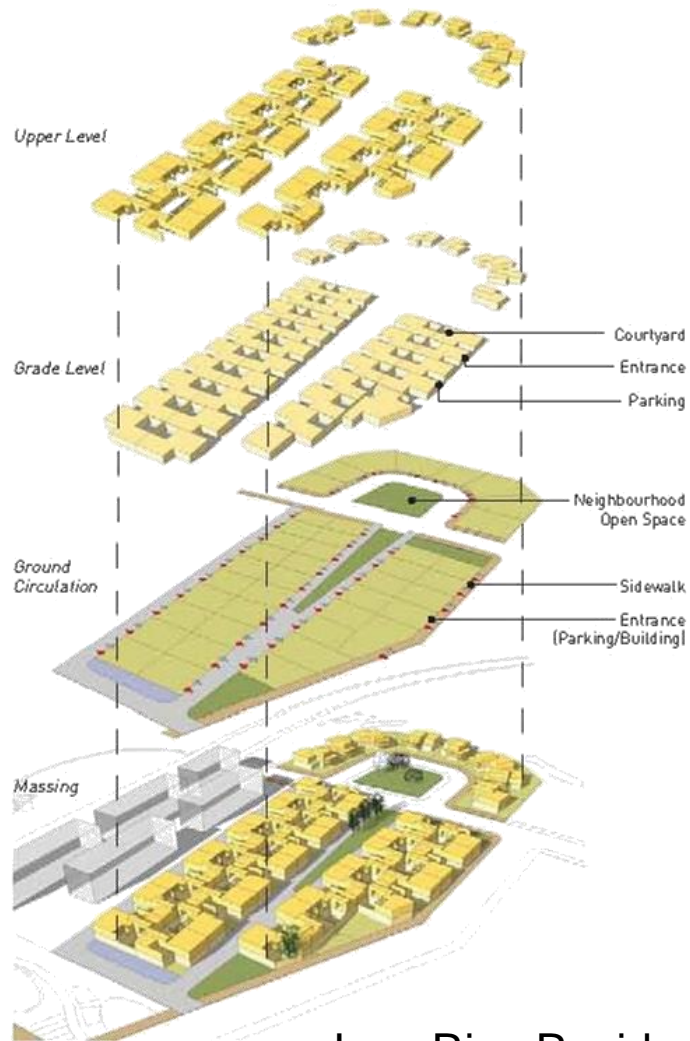 Upper Level
Grade Level
Courtyard
Entrance
Parking
Neighbourhood
Open Space
Ground
Circulation
Sidewalk
Entrance
(Parking/Building)
Massing